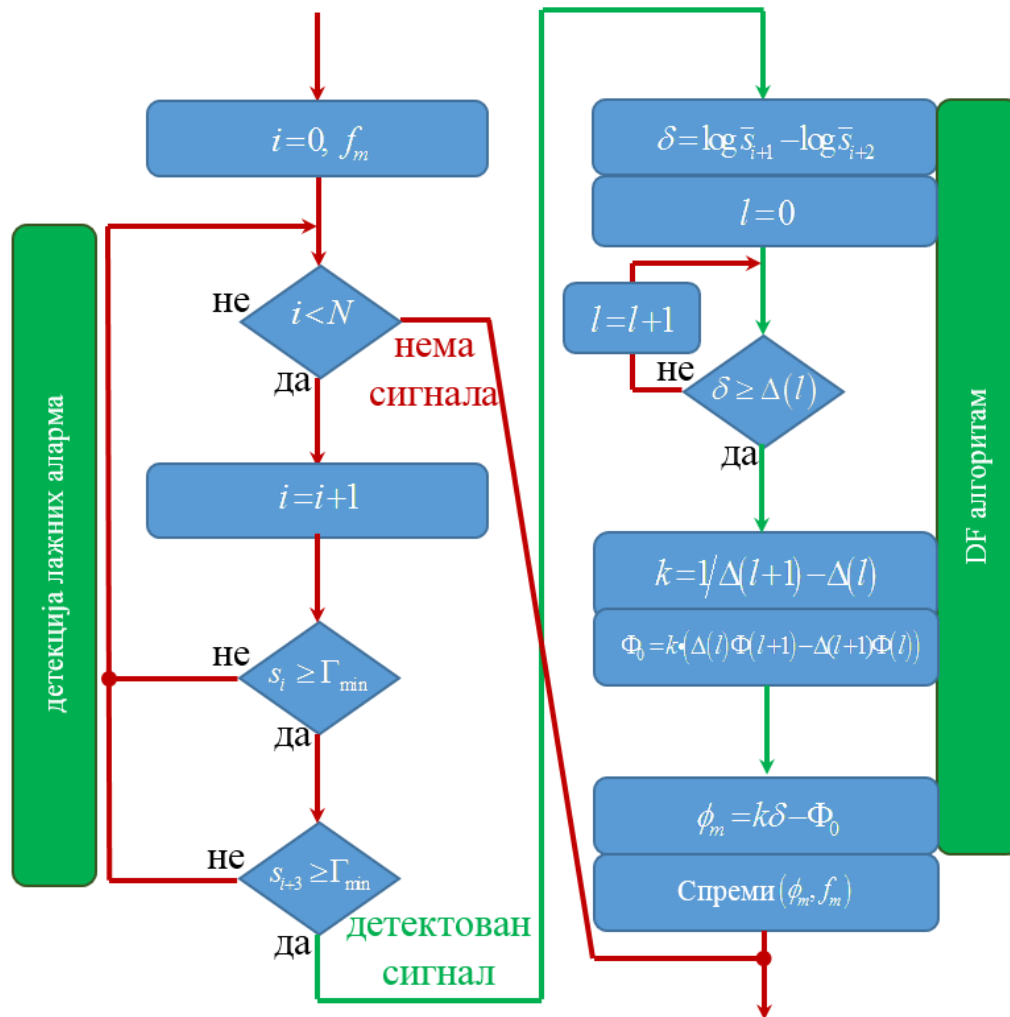 детекција лажних аларма
i=0, f_m
не
i<N
да
нема
сигнала
i=i+1
не
s_i ≥Γ_min
да
не
s_{i+3} ≥Γ_min
да
детектован
сигнал
δ=log s̄_{i+1} −log s̄_{i+2}
l=0
l=l+1
не
δ ≥ Δ(l)
да
k=1/Δ(l+1)−Δ(l)
Φ_0 =k•(Δ(l)Φ(l+1)−Δ(l+1)Φ(l))
ϕ_m =kδ−Φ_0
Спреми(ϕ_m, f_m)
DF алгоритам